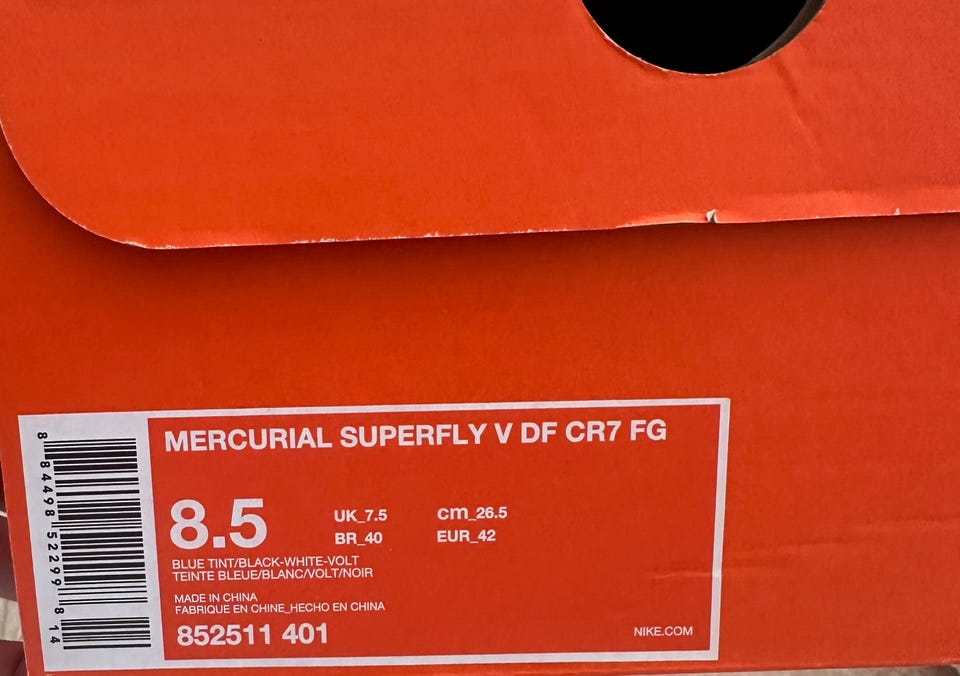 MERCURIAL SUPERFLY V DF CR7 FG
8.5
UK_7.5
cm_26.5
BR_40
EUR_42
BLUE TINT/BLACK-WHITE-VOLT
TEINTE BLEUE/BLANC/VOLT/NOIR
MADE IN CHINA
FABRIQUE EN CHINE_HECHO EN CHINA
852511 401
NIKE.COM
8 84498 52299 8 14